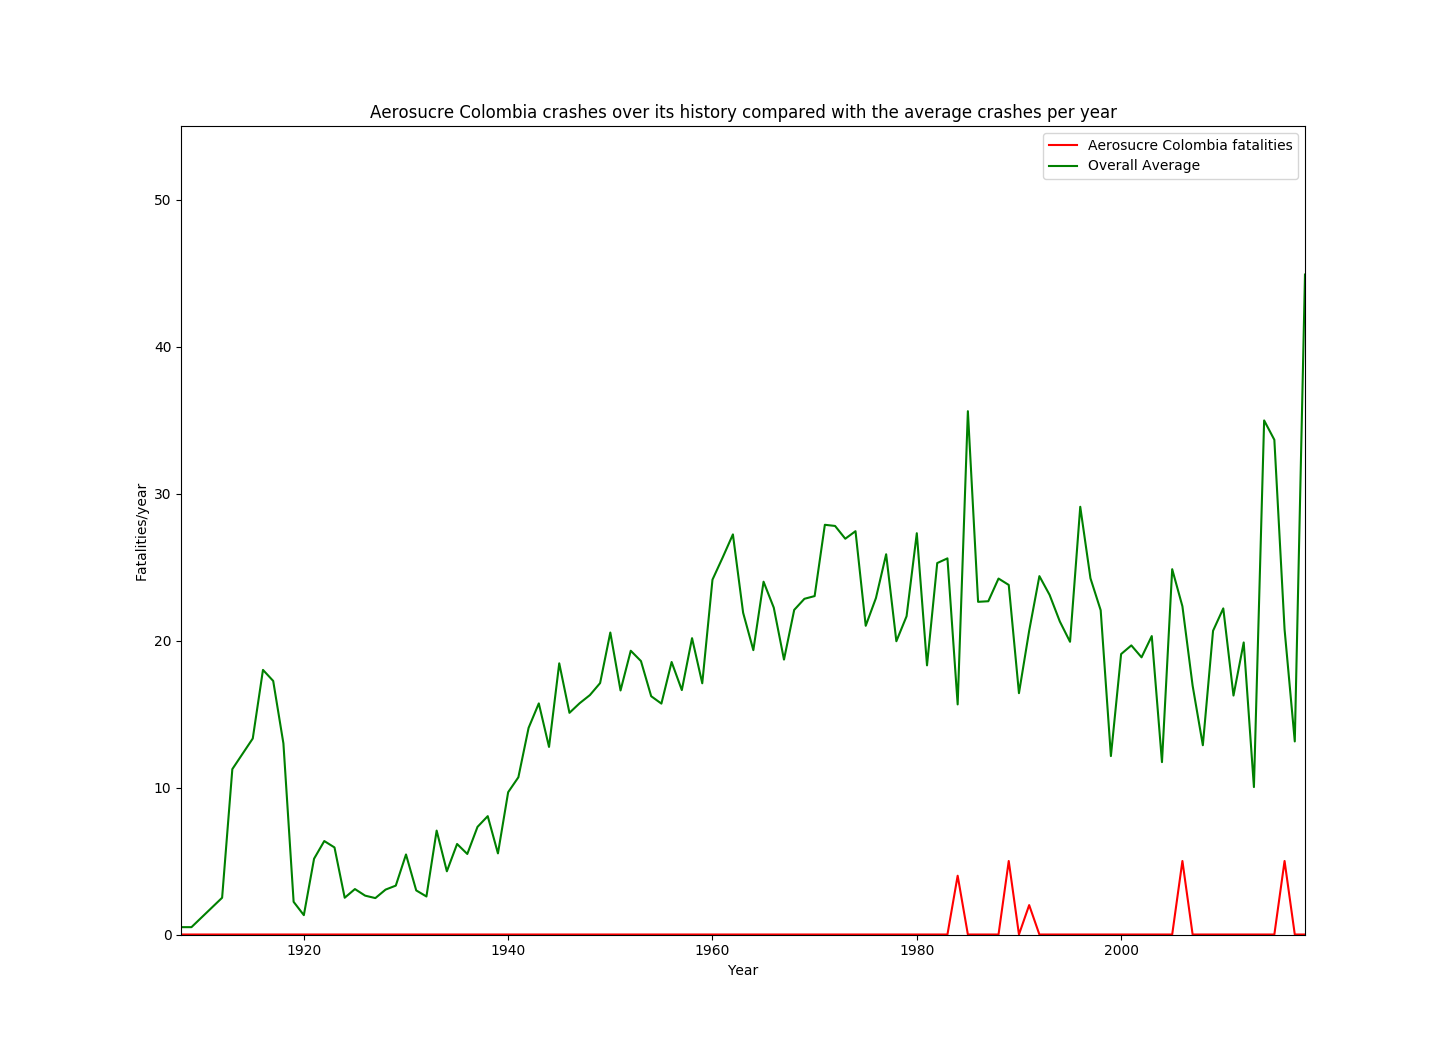 Aerosucre Colombia crashes over its history compared with the average crashes per year
Aerosucre Colombia fatalities
Overall Average
50
40
30
20
10
0
Fatalities/year
1920 1940 1960 1980 2000
Year